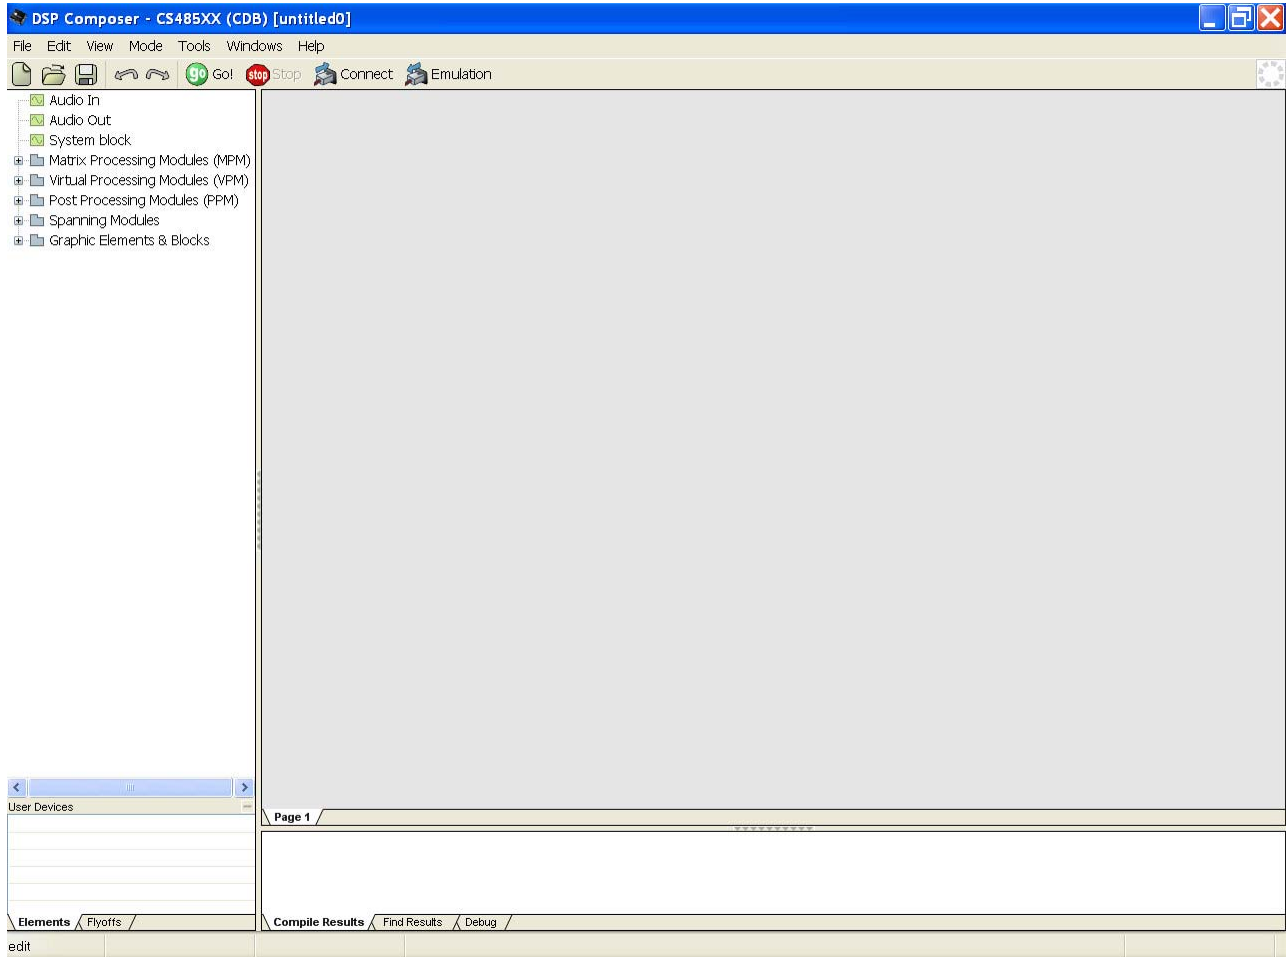 DSP Composer - CS485XX (CDB) [untitled0]
File Edit View Mode Tools Windows Help
go Go! stop Stop Connect Emulation
Audio In
Audio Out
System block
Matrix Processing Modules (MPM)
Virtual Processing Modules (VPM)
Post Processing Modules (PPM)
Spanning Modules
Graphic Elements & Blocks
User Devices
Page 1
Elements Flyoffs
Compile Results Find Results Debug
edit